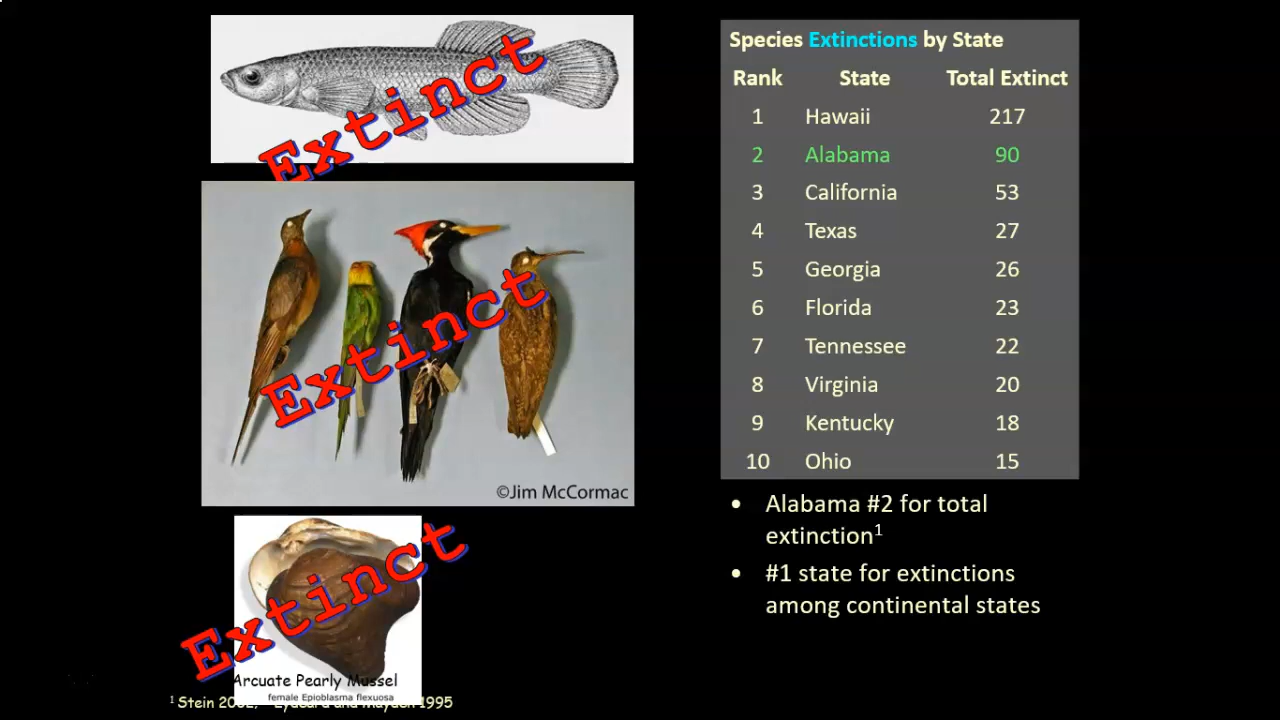 Extinct
Extinct
©Jim McCormac
Extinct
Arcuate Pearly Mussel
female Epioblasma flexuosa
1 Stein 2002, Lydeard and Mayden 1995
Species Extinctions by State
Rank State Total Extinct
1 Hawaii 217
2 Alabama 90
3 California 53
4 Texas 27
5 Georgia 26
6 Florida 23
7 Tennessee 22
8 Virginia 20
9 Kentucky 18
10 Ohio 15
• Alabama #2 for total
extinction1
• #1 state for extinctions
among continental states